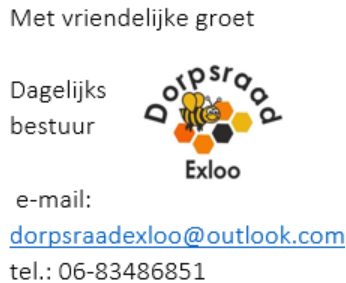 Met vriendelijke groet
Dagelijks
bestuur
Dorpsraad
Exloo
e-mail:
dorpsraadexloo@outlook.com
tel.: 06-83486851